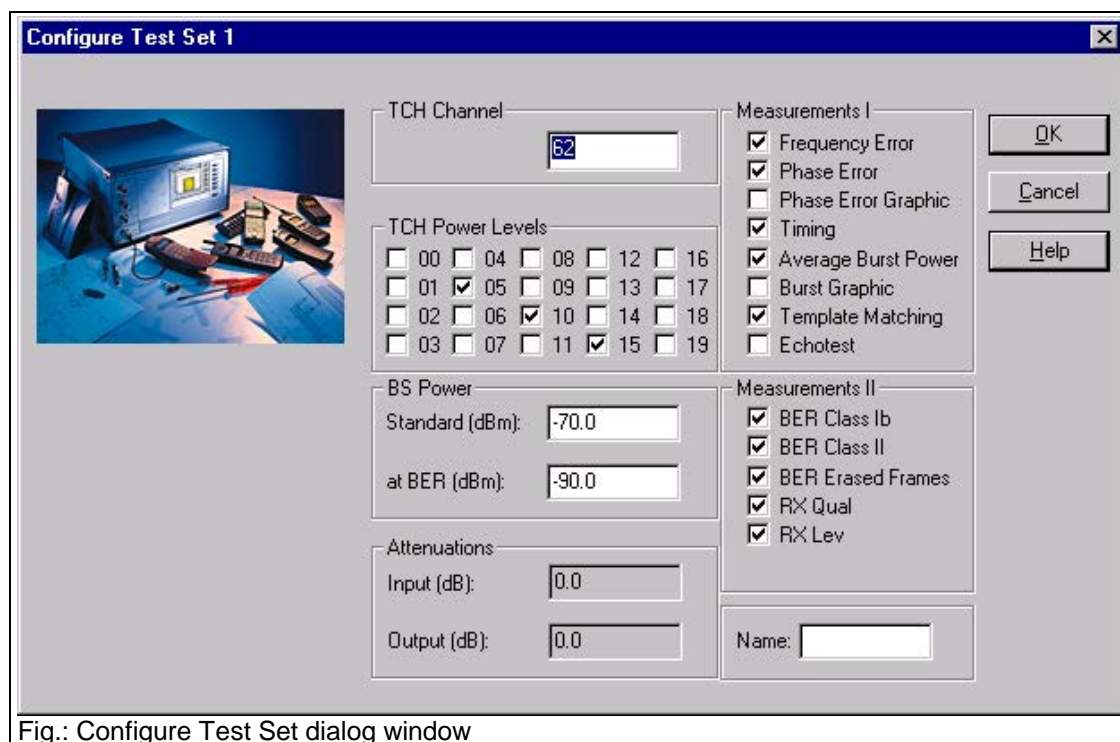 Configure Test Set 1
TCH Channel
62
TCH Power Levels
00 04 08 12 16
01 05 09 13 17
02 06 10 14 18
03 07 11 15 19
BS Power
Standard (dBm): -70.0
at BER (dBm): -90.0
Attenuations
Input (dB): 0.0
Output (dB): 0.0
Measurements I
Frequency Error
Phase Error
Phase Error Graphic
Timing
Average Burst Power
Burst Graphic
Template Matching
Echotest
Measurements II
BER Class Ib
BER Class II
BER Erased Frames
RX Qual
RX Lev
Name:
OK
Cancel
Help
Fig.: Configure Test Set dialog window